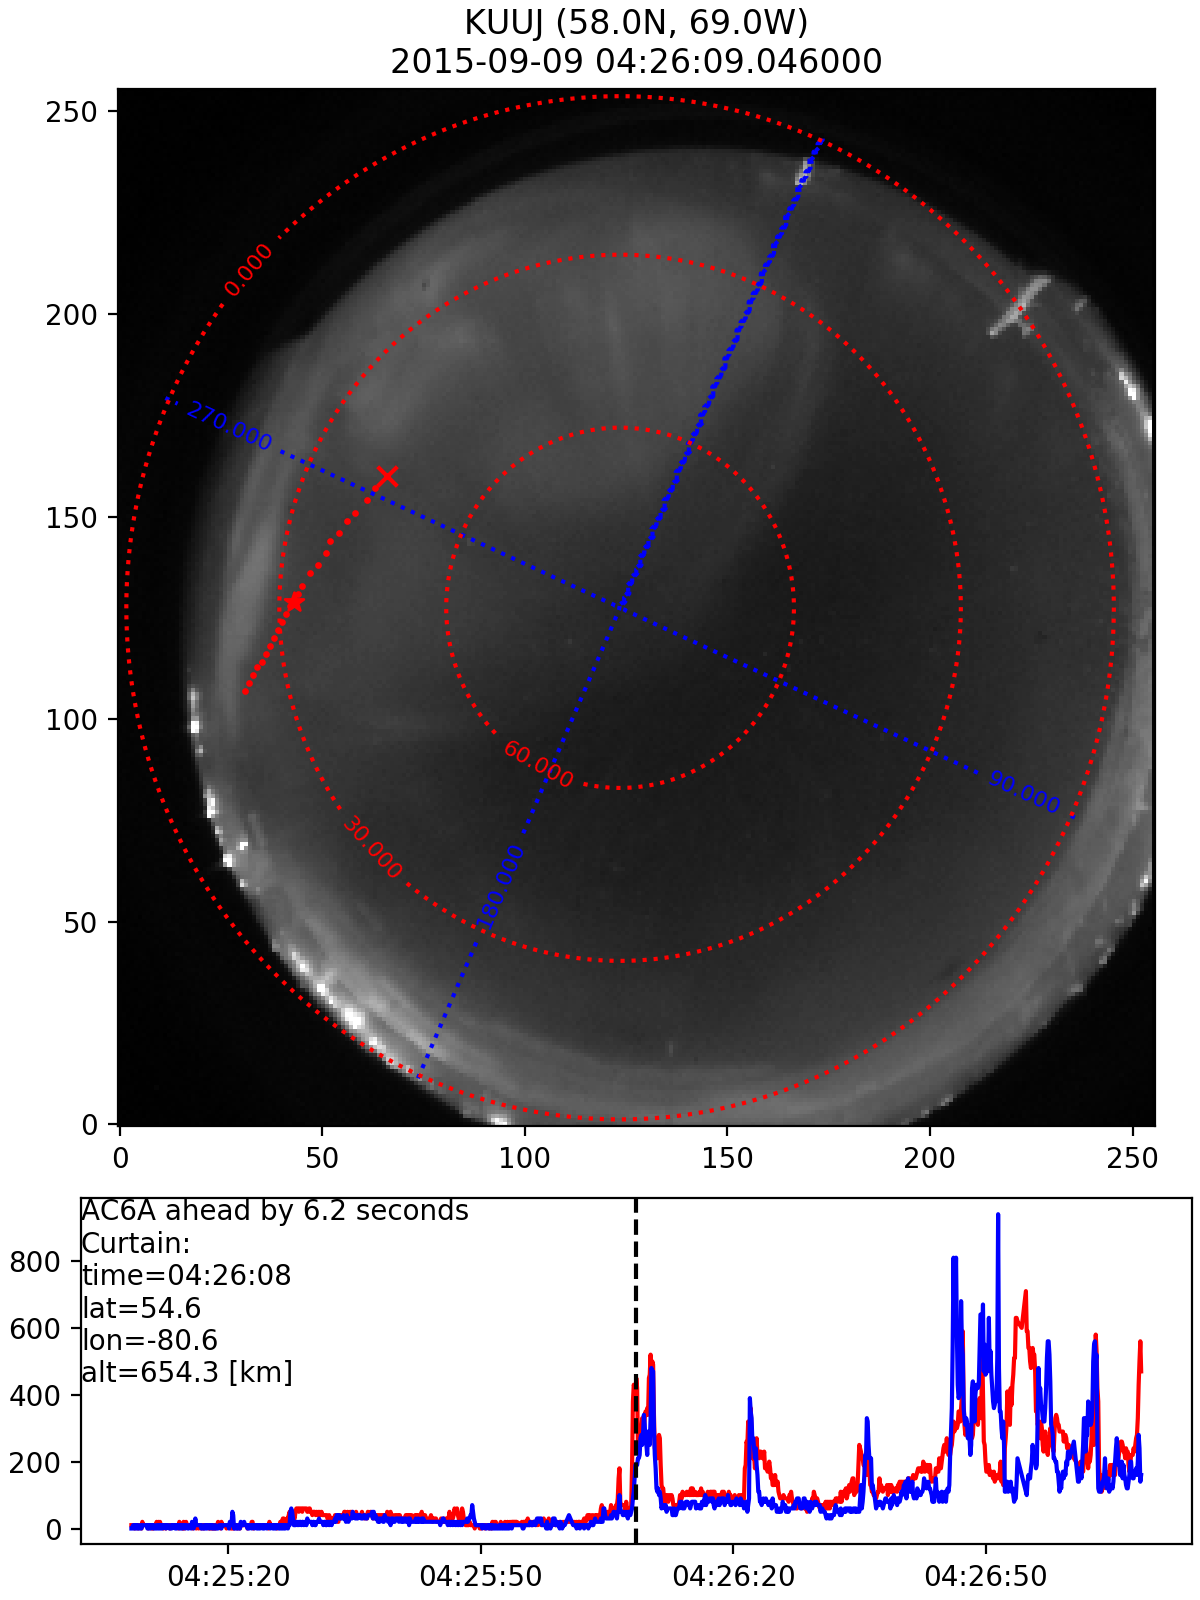 KUUJ (58.0N, 69.0W)
2015-09-09 04:26:09.046000
250
200
150
100
50
0
0.000
270.000
60.000
90.000
30.000
180.000
0 50 100 150 200 250
AC6A ahead by 6.2 seconds
Curtain:
time=04:26:08
lat=54.6
lon=-80.6
alt=654.3 [km]
800
600
400
200
0
04:25:20 04:25:50 04:26:20 04:26:50